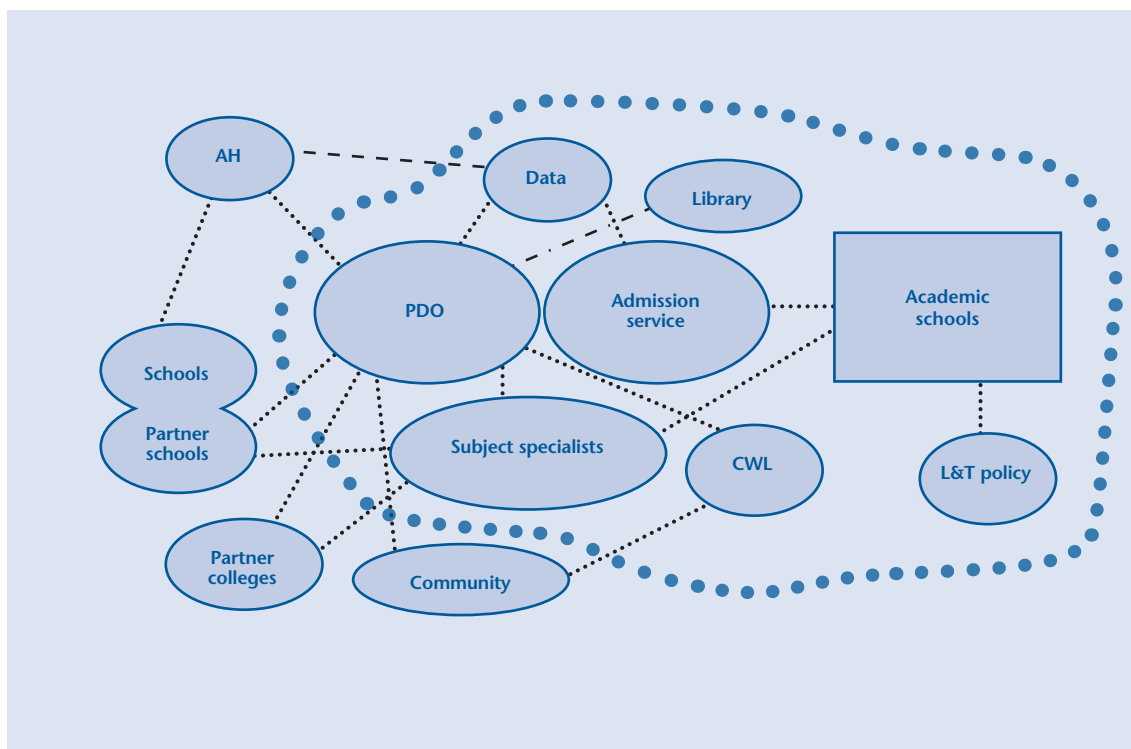 AH
Data
Library
PDO
Admission
service
Academic
schools
Schools
Partner
schools
Subject specialists
CWL
L&T policy
Partner
colleges
Community